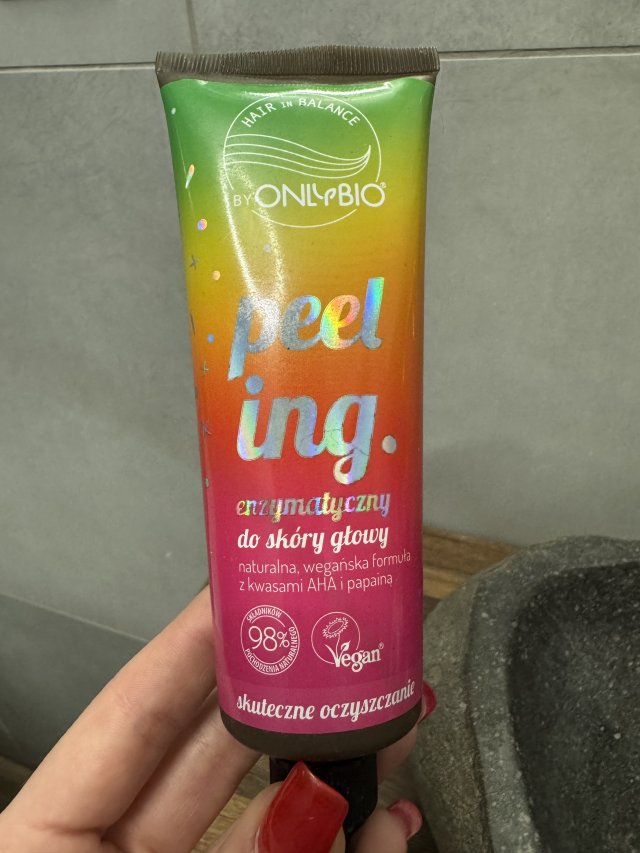 HAIR IN BALANCE
BY ONLYBIO®
peel
ing.
enzymatyczny
do skóry głowy
naturalna, wegańska formuła
z kwasami AHA i papainą
SKŁADNIKÓW
98%
POCHODZENIA NATURALNEGO
Vegan®
skuteczne oczyszczanie